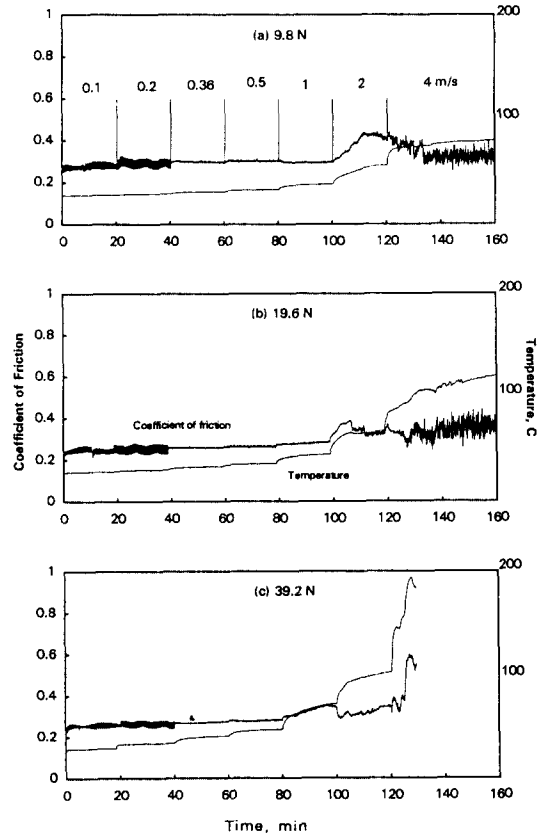 1
200
(a) 9.8 N
0.8
0.1 0.2 0.36 0.5 1 2 4 m/s
0.6
100
0.4
0.2
0
0 20 40 60 80 100 120 140 160
1
200
(b) 19.6 N
0.8
0.6
100
Coefficient of friction
0.4
0.2
Temperature
0
0 20 40 60 80 100 120 140 160
Coefficient of Friction
Temperature, C
1
200
(c) 39.2 N
0.8
0.6
100
0.4
0.2
0
0 20 40 60 80 100 120 140 160
Time, min